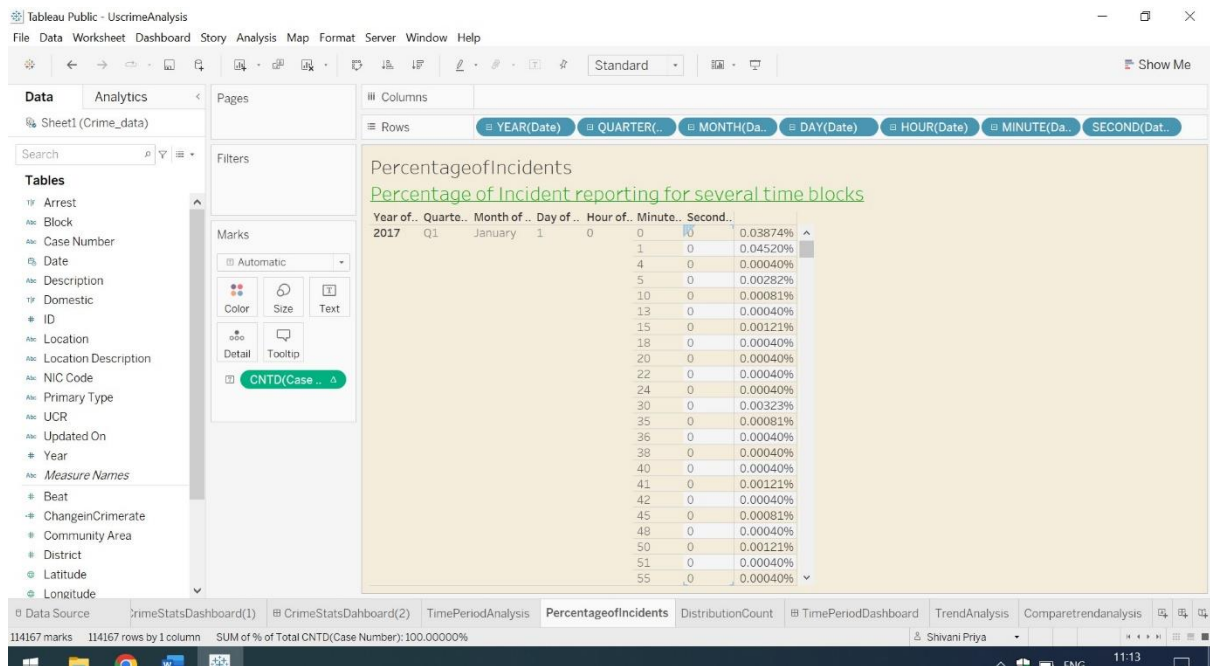 Tableau Public - UscrimeAnalysis
File Data Worksheet Dashboard Story Analysis Map Format Server Window Help
Standard
Show Me
Data Analytics
Sheet1 (Crime_data)
Search
Tables
Arrest
Abc Block
Abc Case Number
Date
Abc Description
Domestic
# ID
Abc Location
Abc Location Description
Abc NIC Code
Abc Primary Type
Abc UCR
Abc Updated On
# Year
Abc Measure Names
# Beat
# ChangeinCrimerate
# Community Area
# District
Latitude
Longitude
Pages
Filters
Marks
Automatic
Color Size Text
Detail Tooltip
CNTD(Case .. Δ
Columns
Rows YEAR(Date) QUARTER(.. MONTH(Da.. DAY(Date) HOUR(Date) MINUTE(Da.. SECOND(Dat..
PercentageofIncidents
Percentage of Incident reporting for several time blocks
Year of.. Quarte.. Month of .. Day of .. Hour of.. Minute.. Second..
2017 Q1 January 1 0 0 0 0.03874%
1 0 0.04520%
4 0 0.00040%
5 0 0.00282%
10 0 0.00081%
13 0 0.00040%
15 0 0.00121%
18 0 0.00040%
20 0 0.00040%
22 0 0.00040%
24 0 0.00040%
30 0 0.00323%
35 0 0.00081%
36 0 0.00040%
38 0 0.00040%
40 0 0.00040%
41 0 0.00121%
42 0 0.00040%
45 0 0.00081%
48 0 0.00040%
50 0 0.00121%
51 0 0.00040%
55 0 0.00040%
Data Source CrimeStatsDashboard(1) CrimeStatsDahboard(2) TimePeriodAnalysis PercentageofIncidents DistributionCount TimePeriodDashboard TrendAnalysis Comparetrendanalysis
114167 marks 114167 rows by 1 column SUM of % of Total CNTD(Case Number): 100.00000% Shivani Priya
ENG 11:13